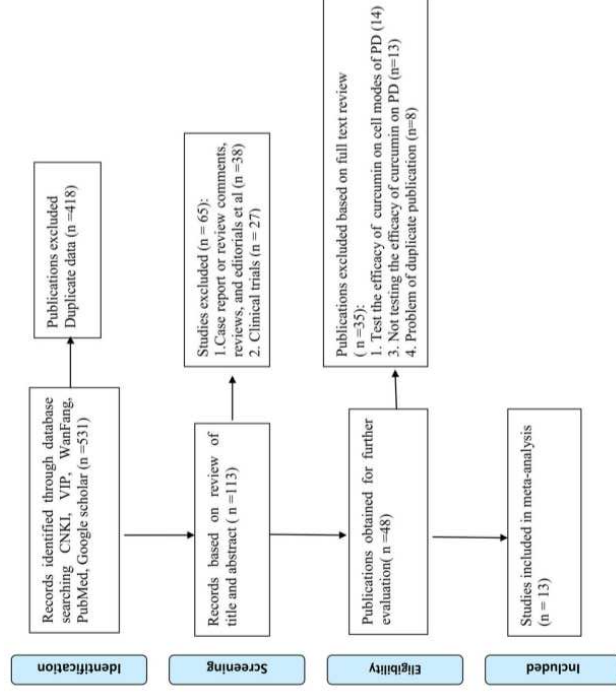 Identification
Records identified through database
searching CNKI, VIP, WanFang,
PubMed, Google scholar (n =531)
Publications excluded
Duplicate data (n =418)
Screening
Records based on review of
title and abstract ( n =113)
Studies excluded (n = 65):
1.Case report or review comments,
reviews, and editorials et al (n =38)
2. Clinical trials (n = 27)
Eligibility
Publications obtained for further
evaluation( n =48)
Publications excluded based on full text review
( n =35):
1. Test the efficacy of curcumin on cell modes of PD (14)
3. Not testing the efficacy of curcumin on PD (n=13)
4. Problem of duplicate publication (n=8)
Included
Studies included in meta-analysis
(n = 13)